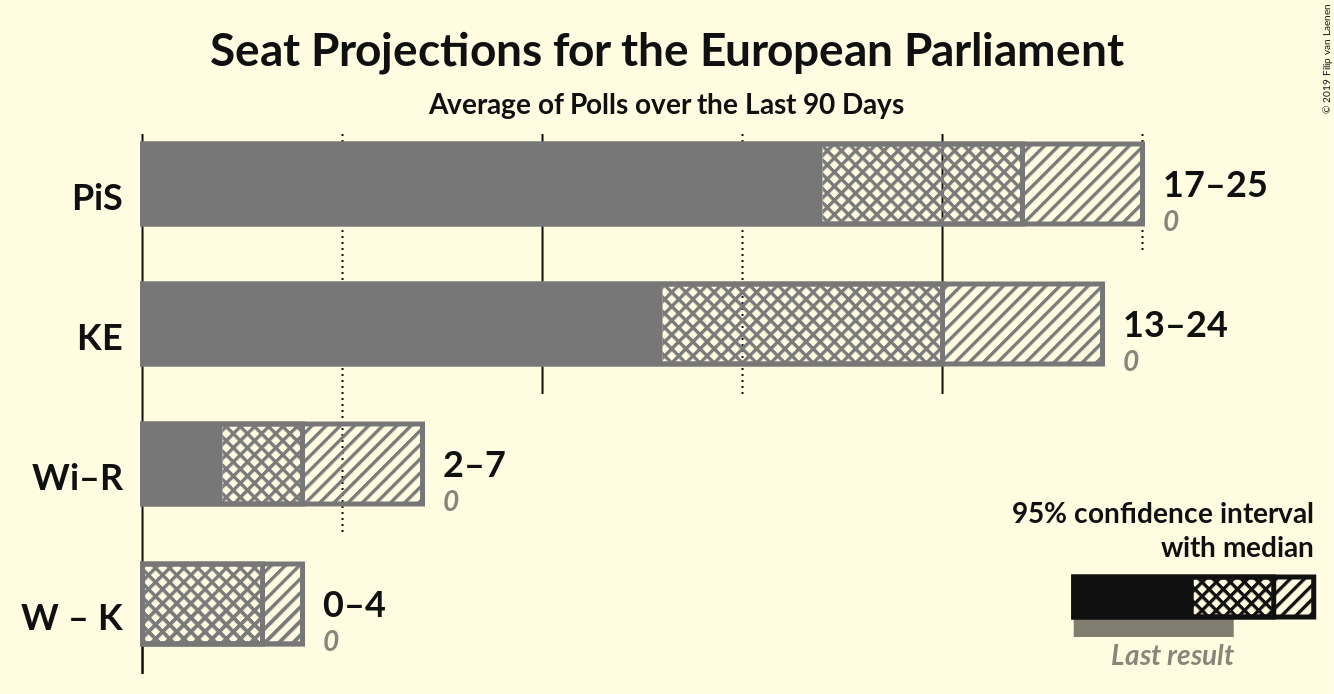 Seat Projections for the European Parliament
Average of Polls over the Last 90 Days
© 2019 Filip van Laenen
PiS
17–25
0
KE
13–24
0
Wi–R
2–7
0
W – K
0–4
0
95% confidence interval
with median
Last result